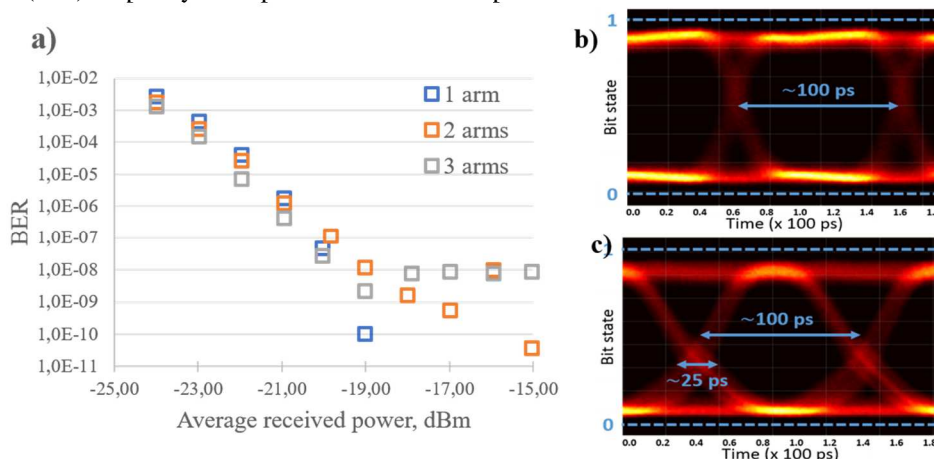 a)
1,0E-02
1,0E-03
1,0E-04
1,0E-05
1,0E-06
1,0E-07
1,0E-08
1,0E-09
1,0E-10
1,0E-11
BER
1 arm
2 arms
3 arms
-25,00 -23,00 -21,00 -19,00 -17,00 -15,00
Average received power, dBm
b)
1
Bit state
~100 ps
0
0.0 0.2 0.4 0.6 0.8 1.0 1.2 1.4 1.6 1.8
Time (x 100 ps)
c)
1
Bit state
~100 ps
~25 ps
0
0.0 0.2 0.4 0.6 0.8 1.0 1.2 1.4 1.6 1.8
Time (x 100 ps)